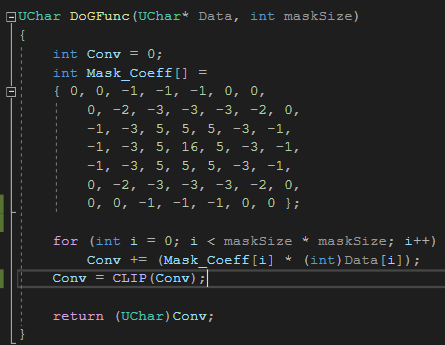 UChar DoGFunc(UChar* Data, int maskSize)
{
int Conv = 0;
int Mask_Coeff[] =
{ 0, 0, -1, -1, -1, 0, 0,
0, -2, -3, -3, -3, -2, 0,
-1, -3, 5, 5, 5, -3, -1,
-1, -3, 5, 16, 5, -3, -1,
-1, -3, 5, 5, 5, -3, -1,
0, -2, -3, -3, -3, -2, 0,
0, 0, -1, -1, -1, 0, 0 };
for (int i = 0; i < maskSize * maskSize; i++)
Conv += (Mask_Coeff[i] * (int)Data[i]);
Conv = CLIP(Conv);
return (UChar)Conv;
}